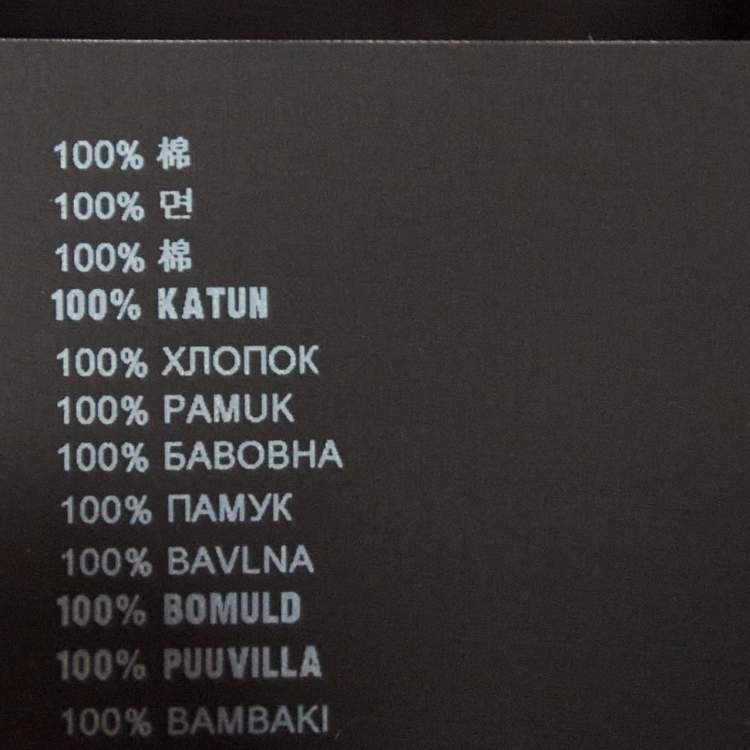 100% 棉
100% 면
100% 棉
100% KATUN
100% ХЛОПОК
100% PAMUK
100% БАВОВНА
100% ПАМУК
100% BAVLNA
100% BOMULD
100% PUUVILLA
100% BAMBAKI